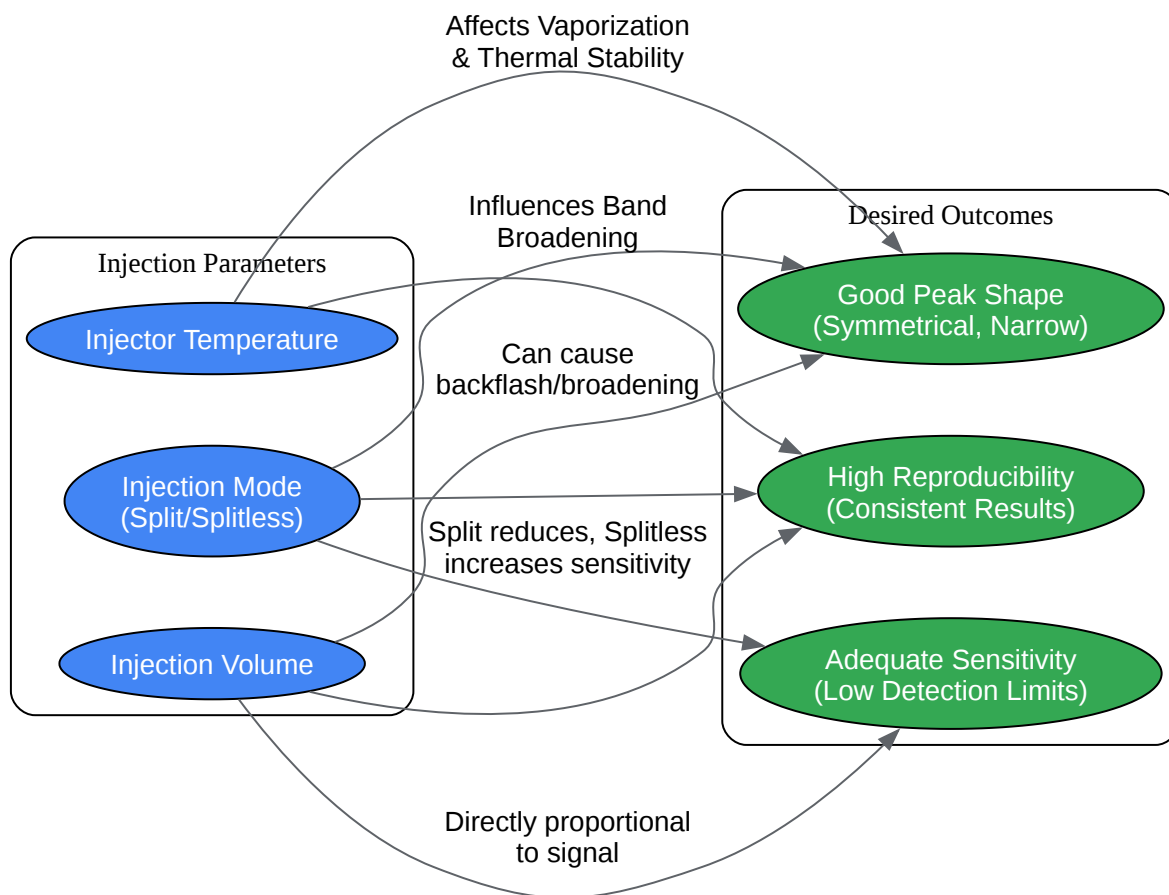 Affects Vaporization
& Thermal Stability
Influences Band
Broadening
Desired Outcomes
Injection Parameters
Good Peak Shape
(Symmetrical, Narrow)
Injector Temperature
Can cause
backflash/broadening
Injection Mode
(Split/Splitless)
High Reproducibility
(Consistent Results)
Split reduces, Splitless
increases sensitivity
Injection Volume
Adequate Sensitivity
(Low Detection Limits)
Directly proportional
to signal